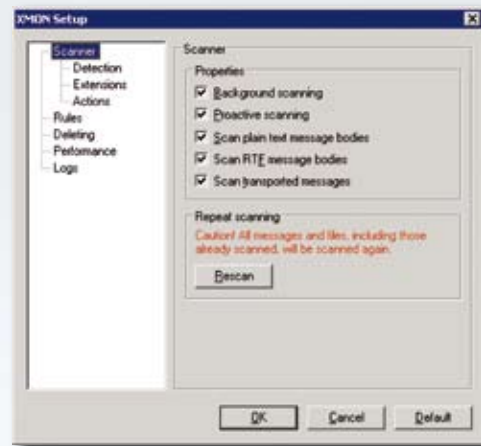 XMON Setup
Scanner
Detection
Extensions
Actions
Rules
Deleting
Performance
Logs
Scanner
Properties
Background scanning
Proactive scanning
Scan plain text message bodies
Scan RTF message bodies
Scan transported messages
Repeat scanning
Caution! All messages and files, including those
already scanned, will be scanned again.
Rescan
OK
Cancel
Default